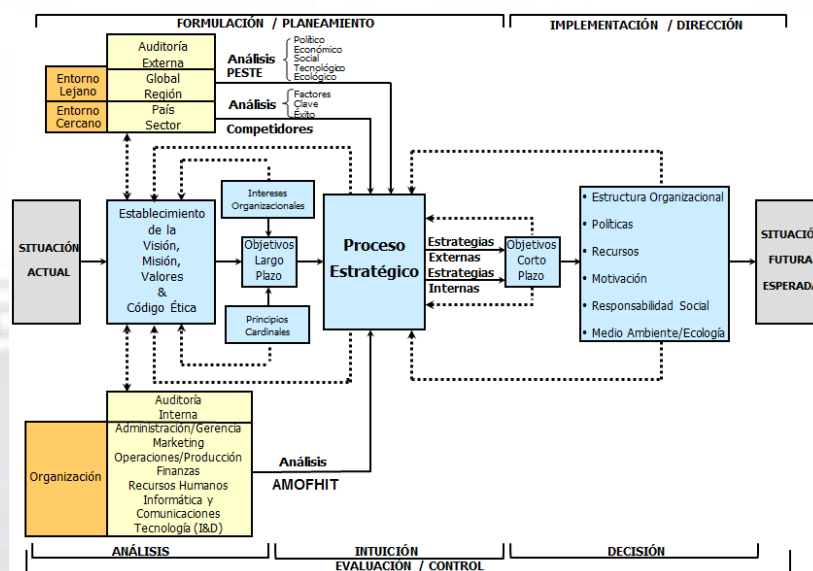 FORMULACIÓN / PLANEAMIENTO
IMPLEMENTACIÓN / DIRECCIÓN
Auditoría
Externa
Entorno
Lejano
Global
Región
Entorno
Cercano
País
Sector
Análisis
PESTE
Político
Económico
Social
Tecnológico
Ecológico
Análisis
Factores
Clave
Éxito
Competidores
SITUACIÓN
ACTUAL
Establecimiento
de la
Visión,
Misión,
Valores
&
Código Ética
Intereses
Organizacionales
Objetivos
Largo
Plazo
Principios
Cardinales
Proceso
Estratégico
Estrategias
Externas
Estrategias
Internas
Objetivos
Corto
Plazo
• Estructura Organizacional
• Políticas
• Recursos
• Motivación
• Responsabilidad Social
• Medio Ambiente/Ecología
SITUACIÓ
FUTURA
ESPERADA
Organización
Auditoría
Interna
Administración/Gerencia
Marketing
Operaciones/Producción
Finanzas
Recursos Humanos
Informática y
Comunicaciones
Tecnología (I&D)
Análisis
AMOFHIT
ANÁLISIS
INTUICIÓN
DECISIÓN
EVALUACIÓN / CONTROL